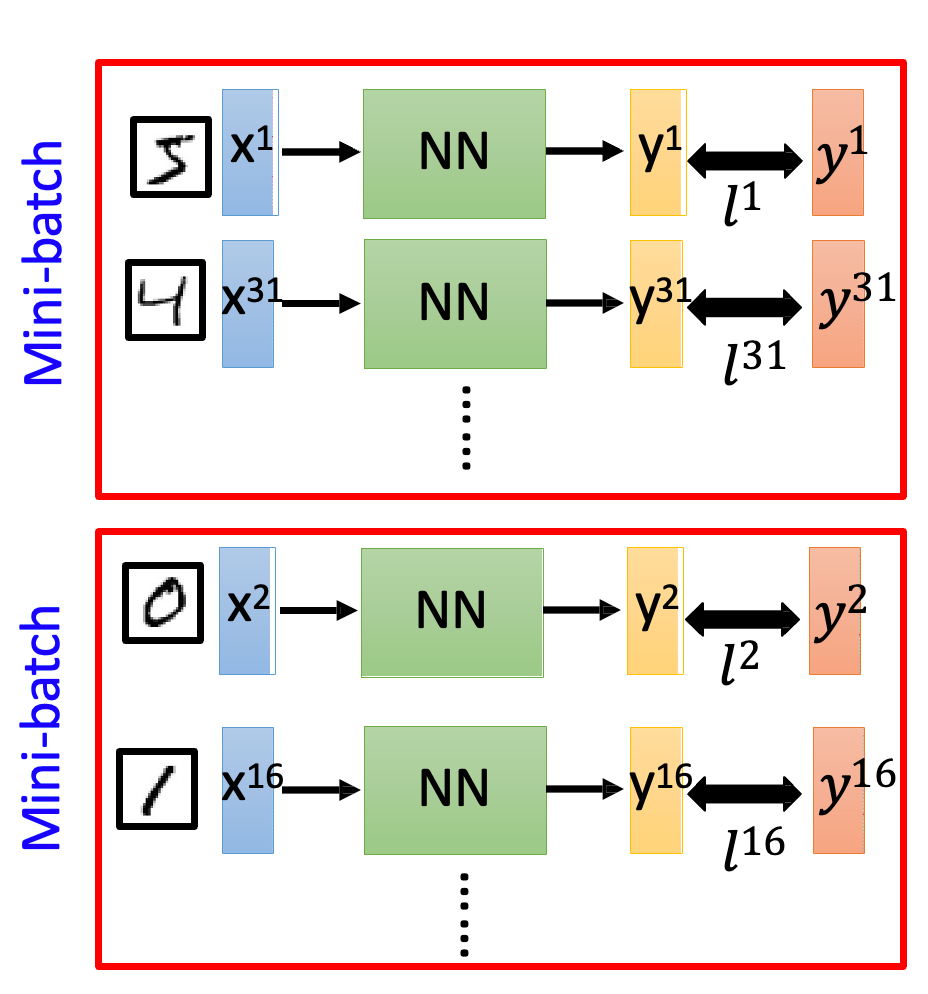 Mini-batch
5 x¹ NN y¹ l¹ y¹
4 x³¹ NN y³¹ l³¹ y³¹
Mini-batch
0 x² NN y² l² y²
1 x¹⁶ NN y¹⁶ l¹⁶ y¹⁶